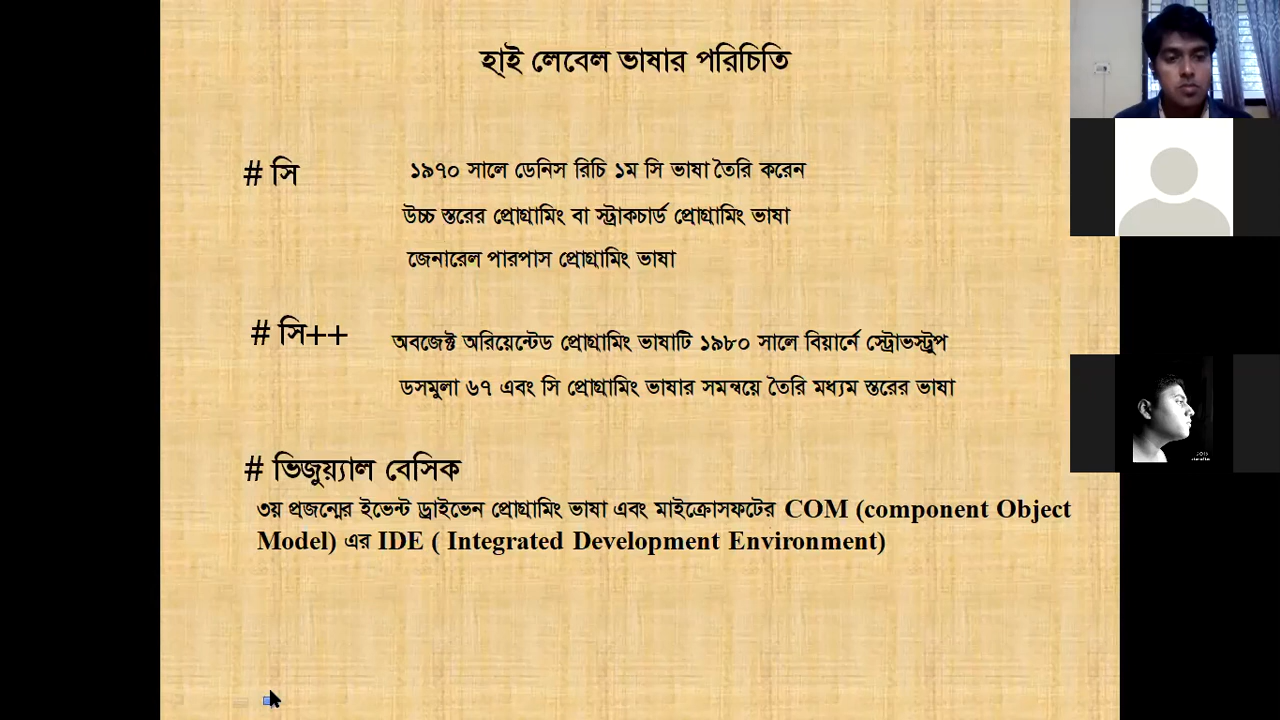 হাই লেবেল ভাষার পরিচিতি
# সি
১৯৭০ সালে ডেনিস রিচি ১ম সি ভাষা তৈরি করেন
উচ্চ স্তরের প্রোগ্রামিং বা স্ট্রাকচার্ড প্রোগ্রামিং ভাষা
জেনারেল পারপাস প্রোগ্রামিং ভাষা
# সি++
অবজেক্ট অরিয়েন্টেড প্রোগ্রামিং ভাষাটি ১৯৮০ সালে বিয়ার্নে স্ট্রোভস্ট্রুপ
ডসমুলা ৬৭ এবং সি প্রোগ্রামিং ভাষার সমন্বয়ে তৈরি মধ্যম স্তরের ভাষা
# ভিজুয়্যাল বেসিক
৩য় প্রজন্মের ইভেন্ট ড্রাইভেন প্রোগ্রামিং ভাষা এবং মাইক্রোসফটের COM (component Object
Model) এর IDE ( Integrated Development Environment)